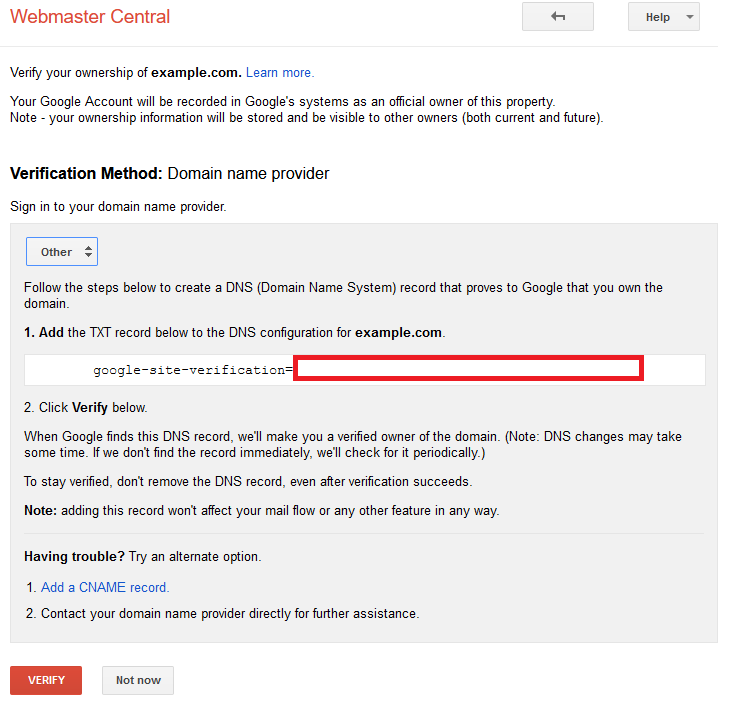 Webmaster Central
Help
Verify your ownership of example.com. Learn more.
Your Google Account will be recorded in Google's systems as an official owner of this property.
Note - your ownership information will be stored and be visible to other owners (both current and future).
Verification Method: Domain name provider
Sign in to your domain name provider.
Other
Follow the steps below to create a DNS (Domain Name System) record that proves to Google that you own the
domain.
1. Add the TXT record below to the DNS configuration for example.com.
google-site-verification=
2. Click Verify below.
When Google finds this DNS record, we'll make you a verified owner of the domain. (Note: DNS changes may take
some time. If we don't find the record immediately, we'll check for it periodically.)
To stay verified, don't remove the DNS record, even after verification succeeds.
Note: adding this record won't affect your mail flow or any other feature in any way.
Having trouble? Try an alternate option.
1. Add a CNAME record.
2. Contact your domain name provider directly for further assistance.
VERIFY
Not now